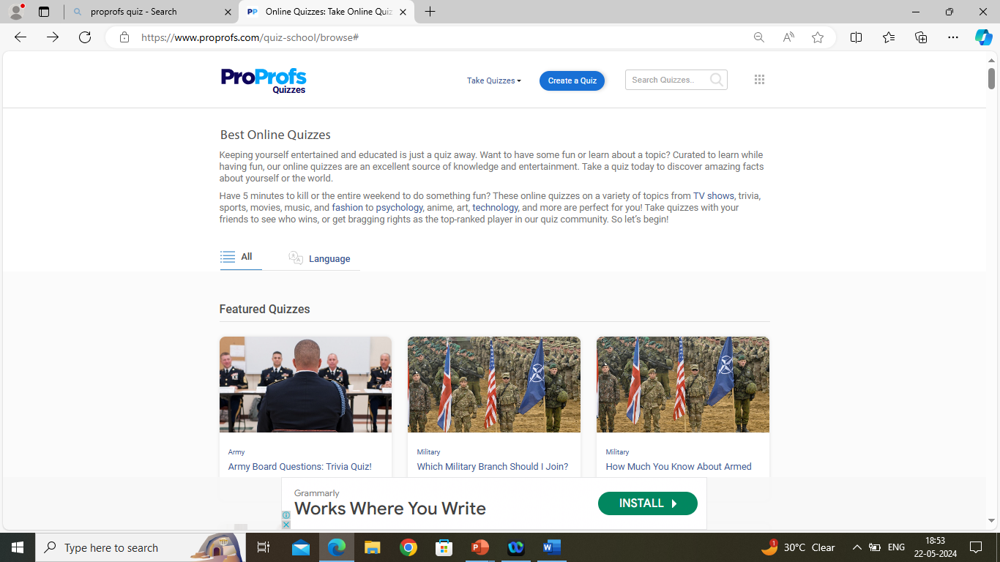 proprofs quiz - Search
Online Quizzes: Take Online Quiz
https://www.proprofs.com/quiz-school/browse#
ProProfs
Quizzes
Take Quizzes
Create a Quiz
Search Quizzes..
Best Online Quizzes
Keeping yourself entertained and educated is just a quiz away. Want to have some fun or learn about a topic? Curated to learn while
having fun, our online quizzes are an excellent source of knowledge and entertainment. Take a quiz today to discover amazing facts
about yourself or the world.
Have 5 minutes to kill or the entire weekend to do something fun? These online quizzes on a variety of topics from TV shows, trivia,
sports, movies, music, and fashion to psychology, anime, art, technology, and more are perfect for you! Take quizzes with your
friends to see who wins, or get bragging rights as the top-ranked player in our quiz community. So let's begin!
All
Language
Featured Quizzes
Army
Army Board Questions: Trivia Quiz!
Military
Which Military Branch Should I Join?
Military
How Much You Know About Armed
Grammarly
Works Where You Write
INSTALL
Type here to search
1
30°C Clear
ENG
18:53
22-05-2024